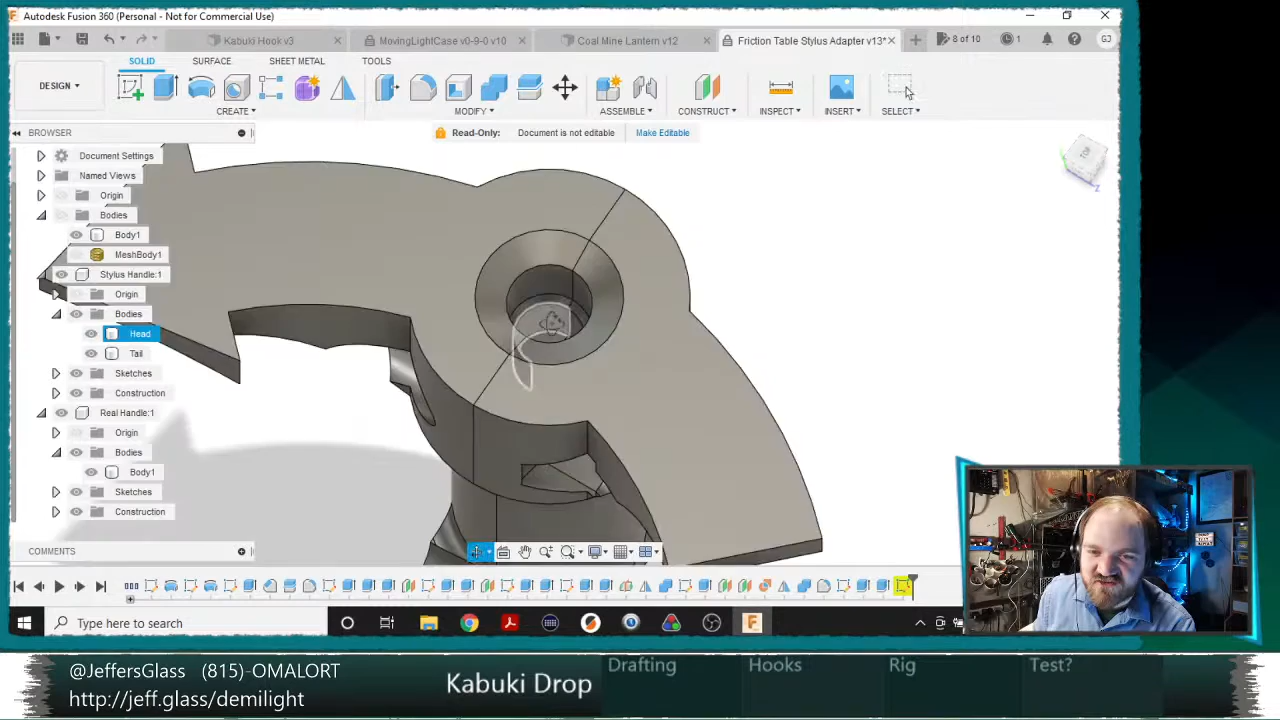 Autodesk Fusion 360 (Personal - Not for Commercial Use)
Kabuki Hook v3
MovingLightCase v0-9-0 v10
Coal Mine Lantern v12
Friction Table Stylus Adapter v13*
8 of 10
1
GJ
SOLID
SURFACE
SHEET METAL
TOOLS
DESIGN
CREATE
MODIFY
ASSEMBLE
CONSTRUCT
INSPECT
INSERT
SELECT
BROWSER
Read-Only:
Document is not editable
Make Editable
Document Settings
Named Views
Origin
Bodies
Body1
MeshBody1
Stylus Handle:1
Origin
Bodies
Head
Tail
Sketches
Construction
Real Handle:1
Origin
Bodies
Body1
Sketches
Construction
TOP
Z
COMMENTS
Type here to search
@JeffersGlass (815)-OMALORT
http://jeff.glass/demilight
Kabuki Drop
Drafting
Hooks
Rig
Test?